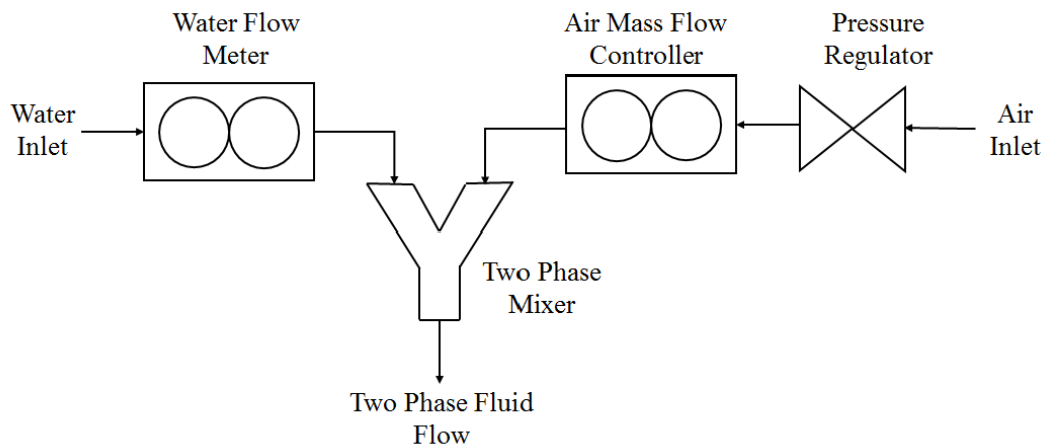 Water Flow
Meter
Air Mass Flow
Controller
Pressure
Regulator
Water
Inlet
Air
Inlet
Two Phase
Mixer
Two Phase Fluid
Flow